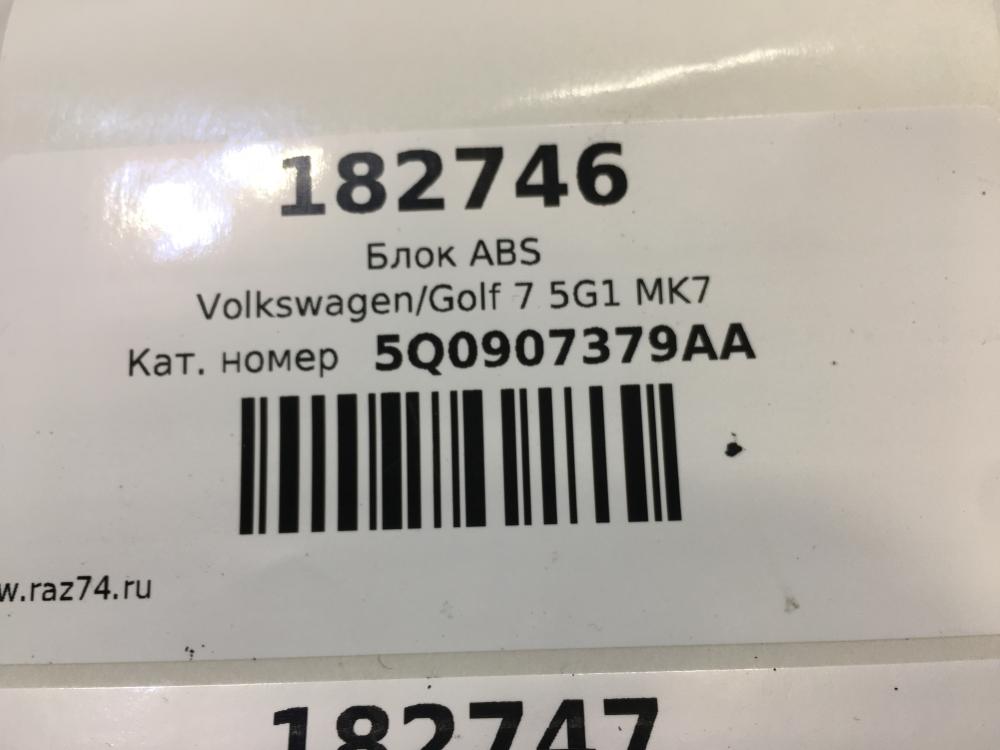 182746
Блок ABS
Volkswagen/Golf 7 5G1 MK7
Кат. номер 5Q0907379AA
w.raz74.ru
182747